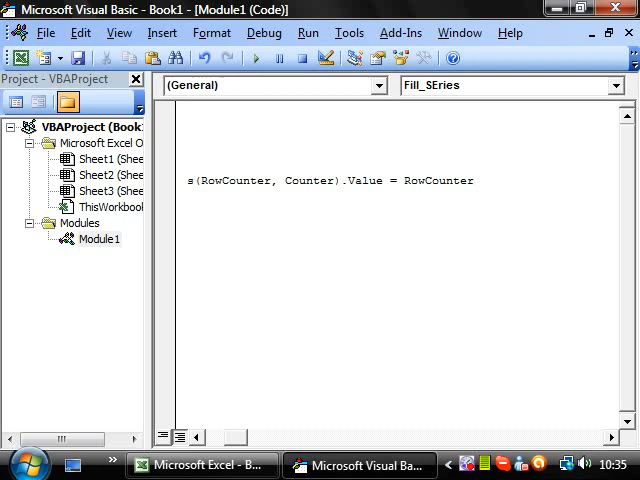 Microsoft Visual Basic - Book1 - [Module1 (Code)]
File Edit View Insert Format Debug Run Tools Add-Ins Window Help
Project - VBAProject
(General) Fill_SEries
VBAProject (Book1
Microsoft Excel O
Sheet1 (Shee
Sheet2 (Shee
Sheet3 (Shee
ThisWorkbook
Modules
Module1
s(RowCounter, Counter).Value = RowCounter
Microsoft Excel - B...
Microsoft Visual Ba...
10:35